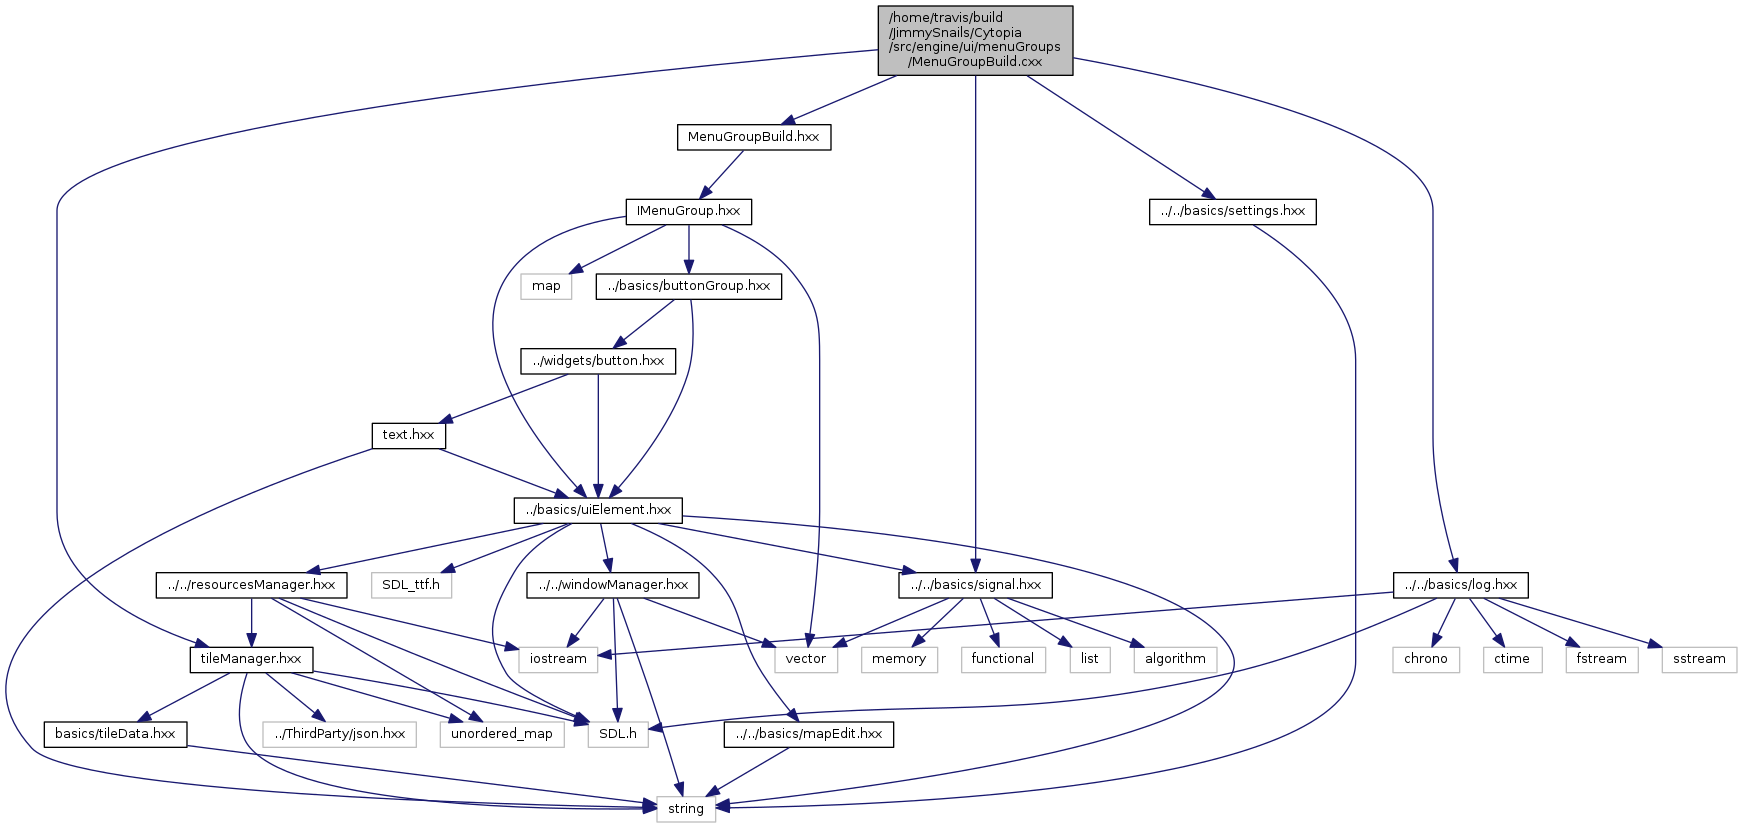 /home/travis/build
/JimmySnails/Cytopia
/src/engine/ui/menuGroups
/MenuGroupBuild.cxx
MenuGroupBuild.hxx
IMenuGroup.hxx
../../basics/settings.hxx
map
../basics/buttonGroup.hxx
../widgets/button.hxx
text.hxx
../basics/uiElement.hxx
../../resourcesManager.hxx
SDL_ttf.h
../../windowManager.hxx
../../basics/signal.hxx
../../basics/log.hxx
tileManager.hxx
iostream
vector
memory
functional
list
algorithm
chrono
ctime
fstream
sstream
basics/tileData.hxx
../ThirdParty/json.hxx
unordered_map
SDL.h
../../basics/mapEdit.hxx
string